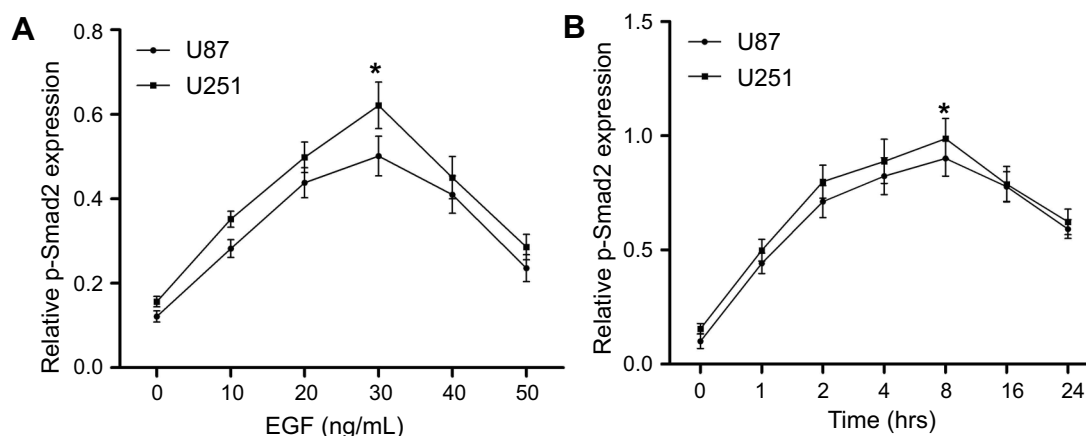 A
U87
U251
*
Relative p-Smad2 expression
0.8
0.6
0.4
0.2
0.0
0 10 20 30 40 50
EGF (ng/mL)
B
U87
U251
*
Relative p-Smad2 expression
1.5
1.0
0.5
0.0
0 1 2 4 8 16 24
Time (hrs)